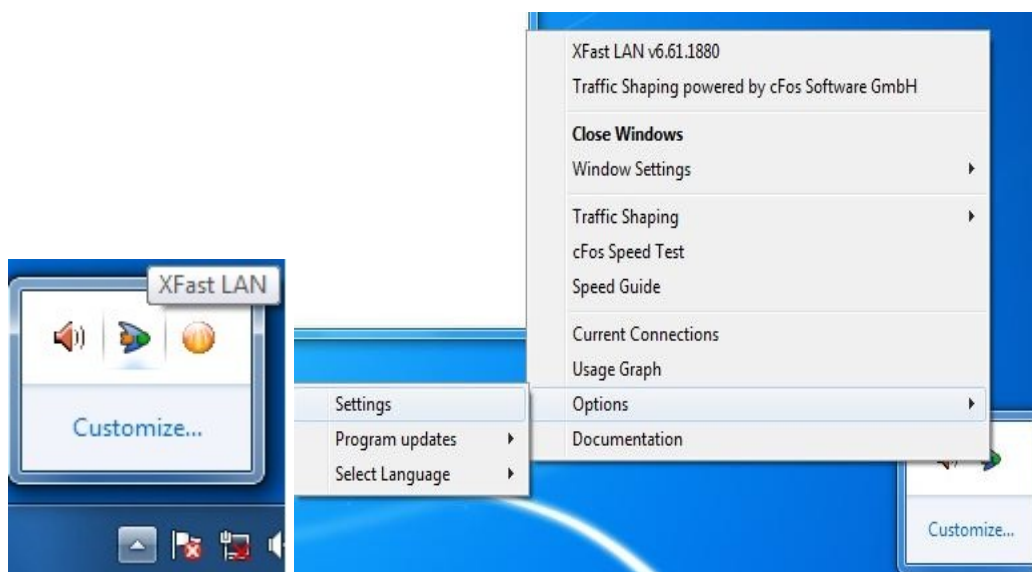 XFast LAN
Customize...
XFast LAN v6.61.1880
Traffic Shaping powered by cFos Software GmbH
Close Windows
Window Settings
Traffic Shaping
cFos Speed Test
Speed Guide
Current Connections
Usage Graph
Options
Documentation
Settings
Program updates
Select Language
Customize...